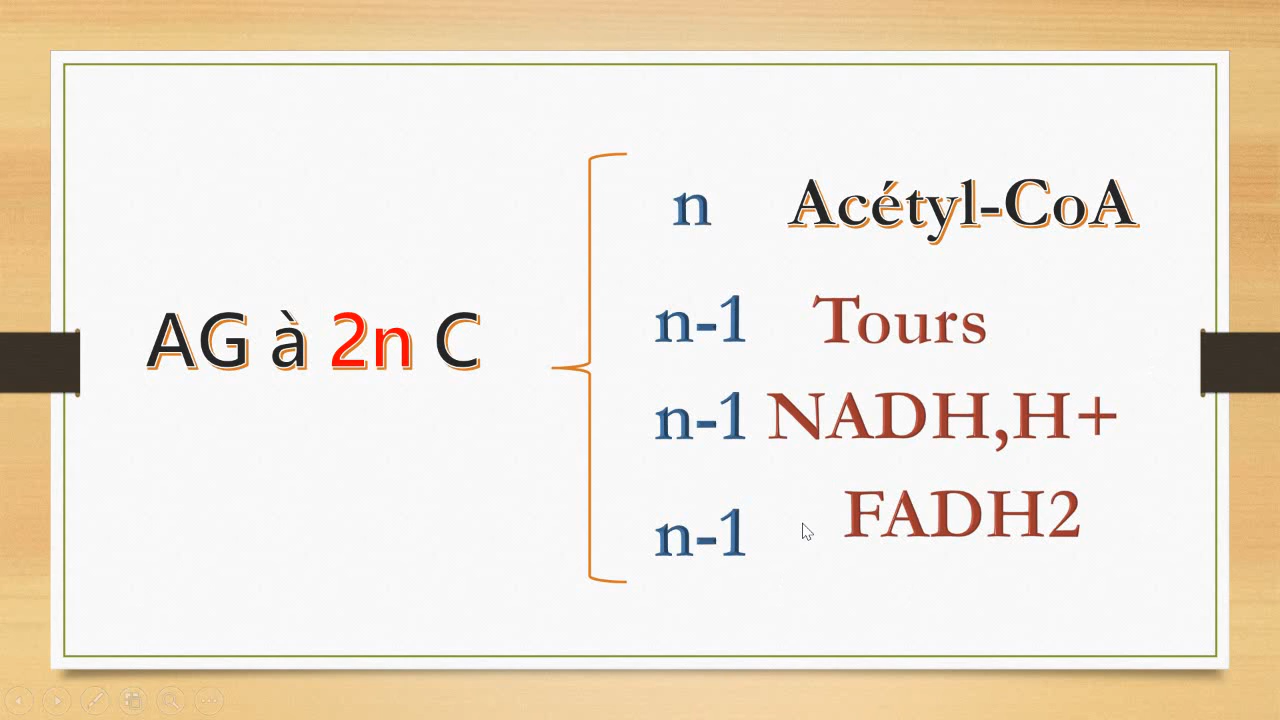 AG à 2n C
n Acétyl-CoA
n-1 Tours
n-1 NADH,H+
n-1 FADH2